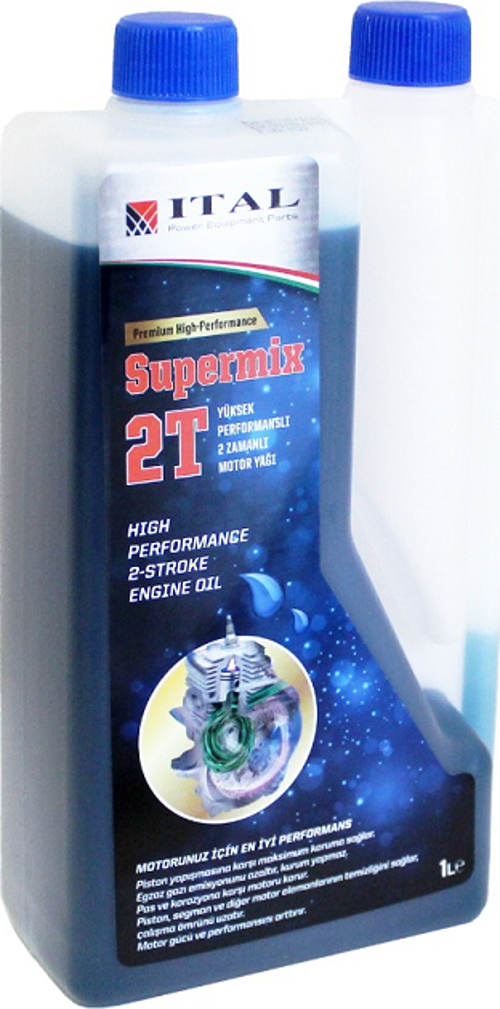 ITAL
Power Equipment Parts
Premium High-Performance
Supermix
2T
YÜKSEK
PERFORMANSLI
2 ZAMANLI
MOTOR YAĞI
HIGH
PERFORMANCE
2-STROKE
ENGINE OIL
MOTORUNUZ İÇİN EN İYİ PERFORMANS
Piston yapışmasına karşı maksimum koruma sağlar.
Egzoz gazı emisyonunu azaltır, kurum yapmaz.
Pas ve korozyona karşı motoru korur.
Piston, segman ve diğer motor elemanlarının temizliğini sağlar,
çalışma ömrünü uzatır.
Motor gücü ve performansını arttırır.
1L℮